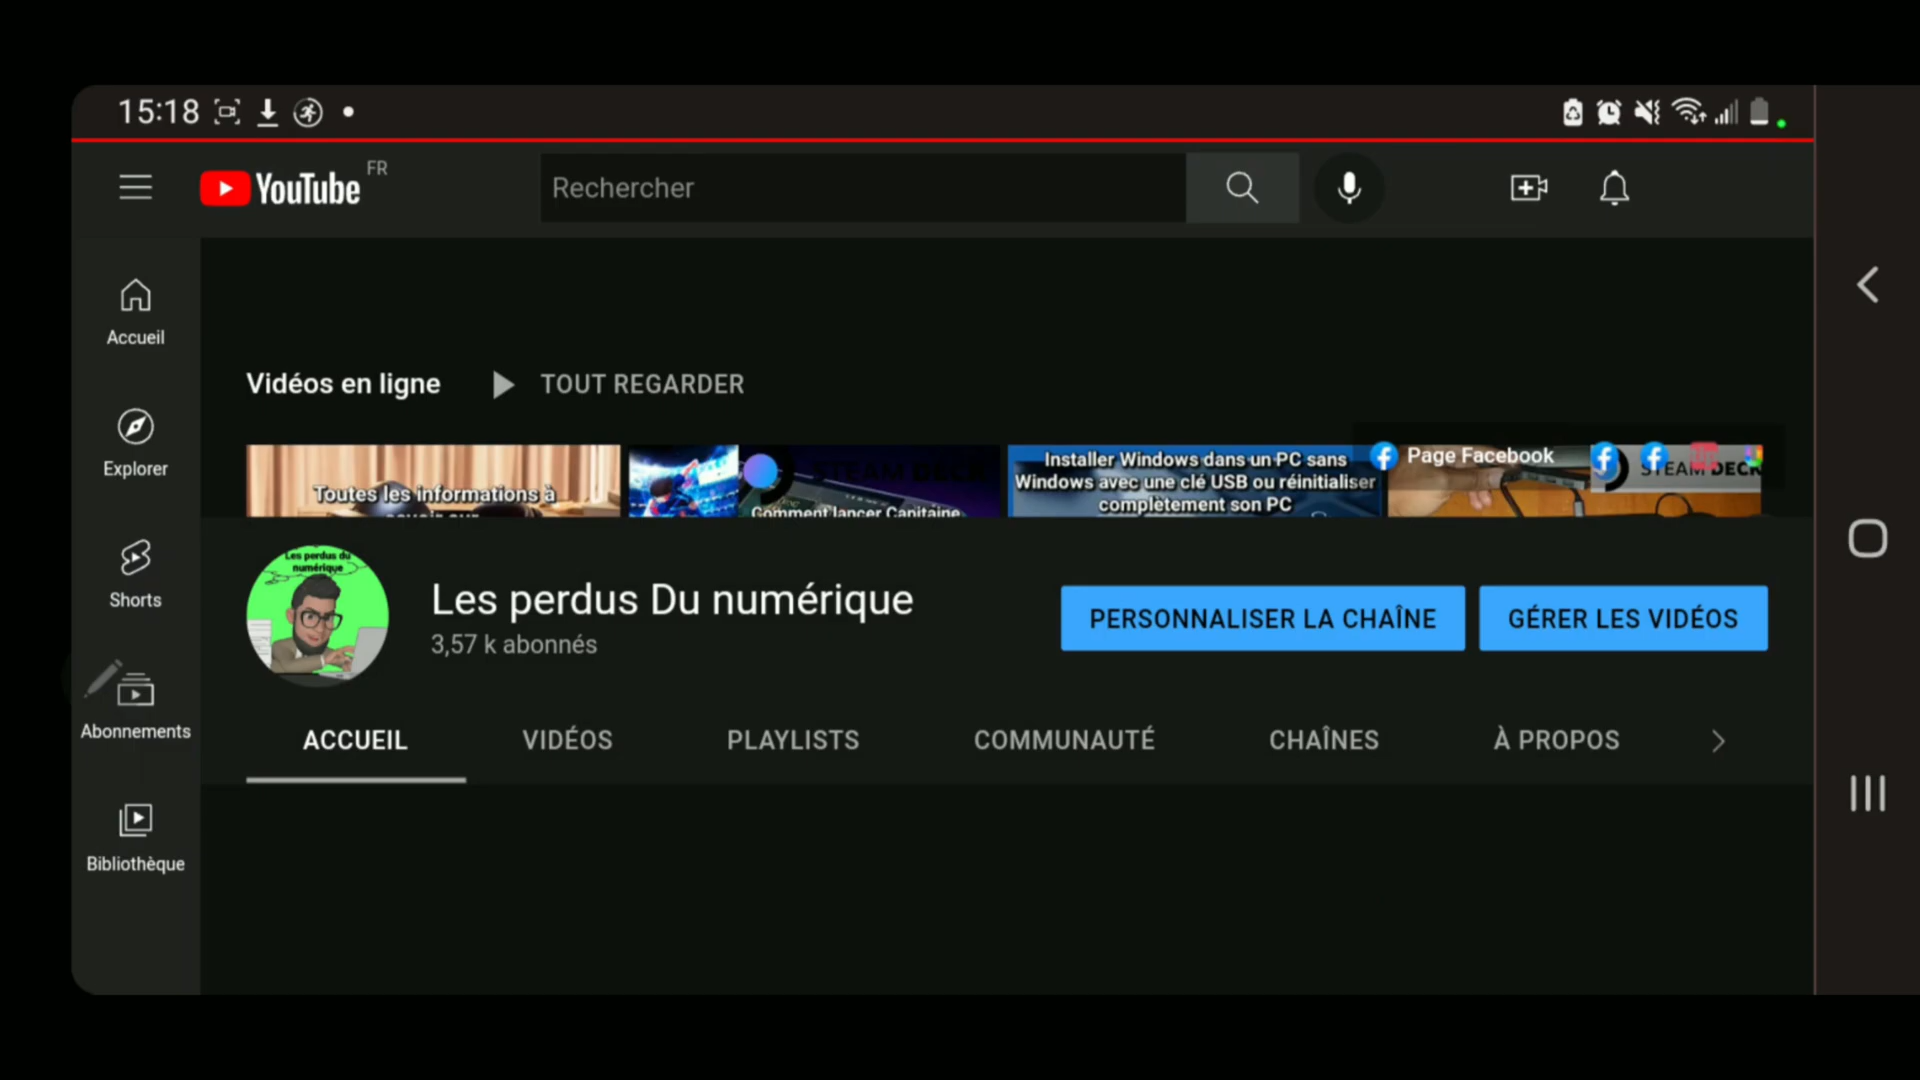 15:18
YouTube FR
Rechercher
Accueil
Explorer
Shorts
Abonnements
Bibliothèque
Vidéos en ligne
TOUT REGARDER
Toutes les informations à
STEAM DECK
Comment lancer Capitaine
Installer Windows dans un PC sans
Windows avec une clé USB ou réinitialiser
complètement son PC
Page Facebook
STEAM DECK
Les perdus du
numérique
Les perdus Du numérique
3,57 k abonnés
PERSONNALISER LA CHAÎNE
GÉRER LES VIDÉOS
ACCUEIL
VIDÉOS
PLAYLISTS
COMMUNAUTÉ
CHAÎNES
À PROPOS